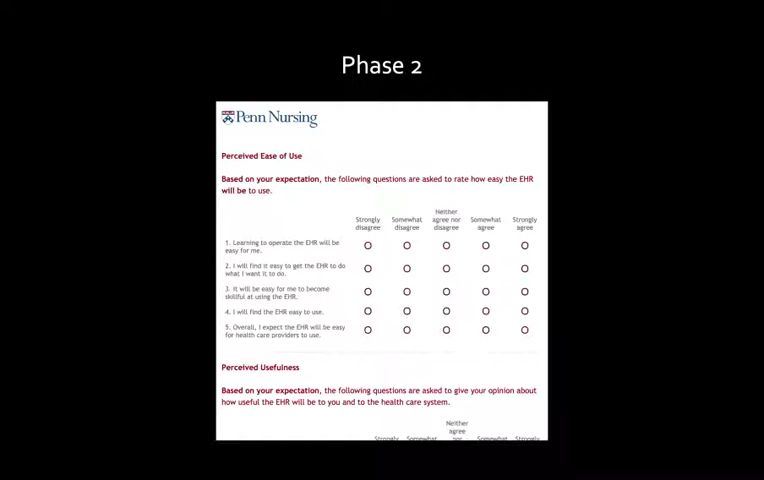 Phase 2
Penn Nursing
Perceived Ease of Use
Based on your expectation, the following questions are asked to rate how easy the EHR
will be to use.
Strongly disagree
Somewhat disagree
Neither agree nor disagree
Somewhat agree
Strongly agree
1. Learning to operate the EHR will be
easy for me.
2. I will find it easy to get the EHR to do
what I want it to do.
3. It will be easy for me to become
skillful at using the EHR.
4. I will find the EHR easy to use.
5. Overall, I expect the EHR will be easy
for health care providers to use.
Perceived Usefulness
Based on your expectation, the following questions are asked to give your opinion about
how useful the EHR will be to you and to the health care system.
Neither
agree
Strongly Somewhat nor Somewhat Strongly